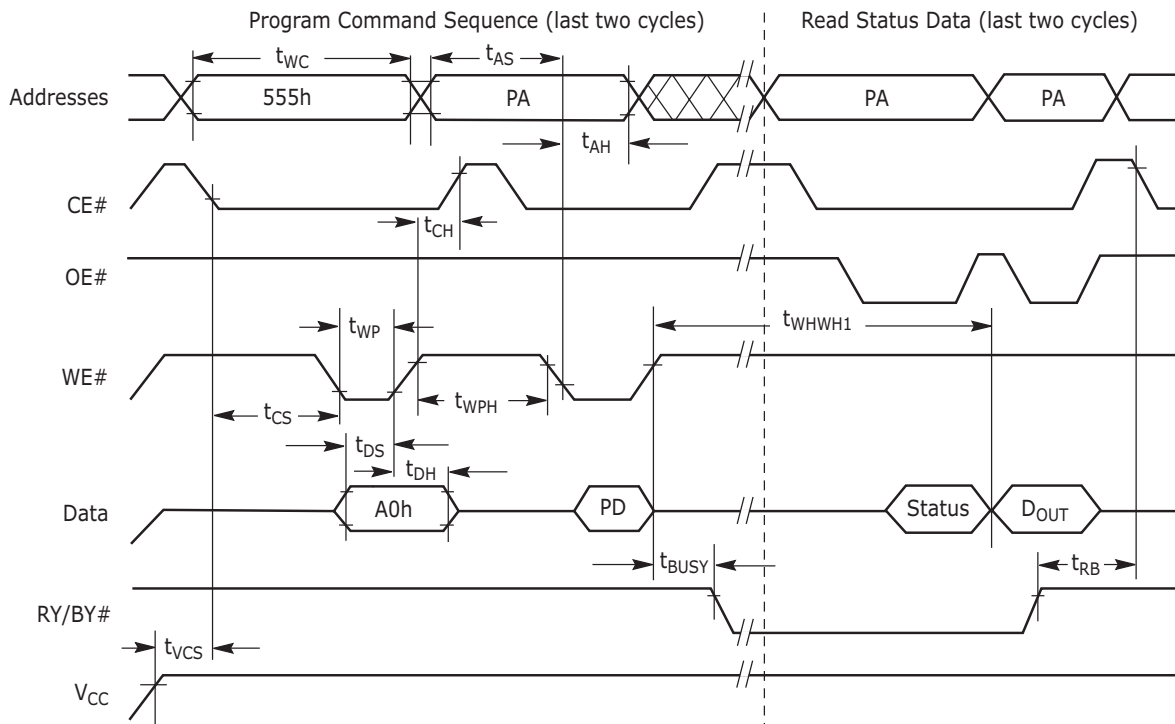 Program Command Sequence (last two cycles) Read Status Data (last two cycles)
tWC tAS
Addresses 555h PA PA PA
tAH
CE#
tCH
OE#
tWP tWHWH1
WE#
tCS tWPH
tDS
tDH
Data A0h PD Status DOUT
tBUSY tRB
RY/BY#
tVCS
VCC